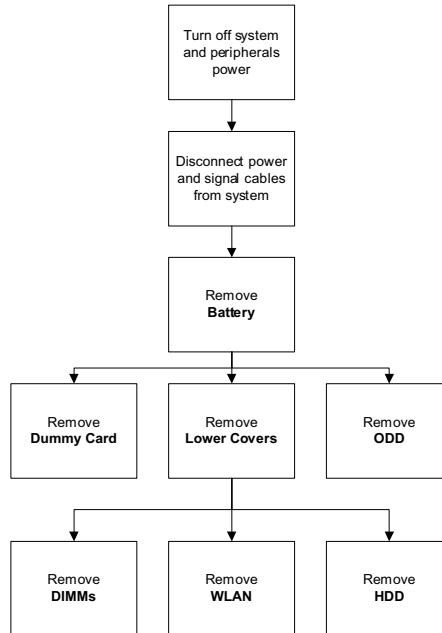 Turn off system
and peripherals
power
Disconnect power
and signal cables
from system
Remove
Battery
Remove
Dummy Card
Remove
Lower Covers
Remove
ODD
Remove
DIMMs
Remove
WLAN
Remove
HDD